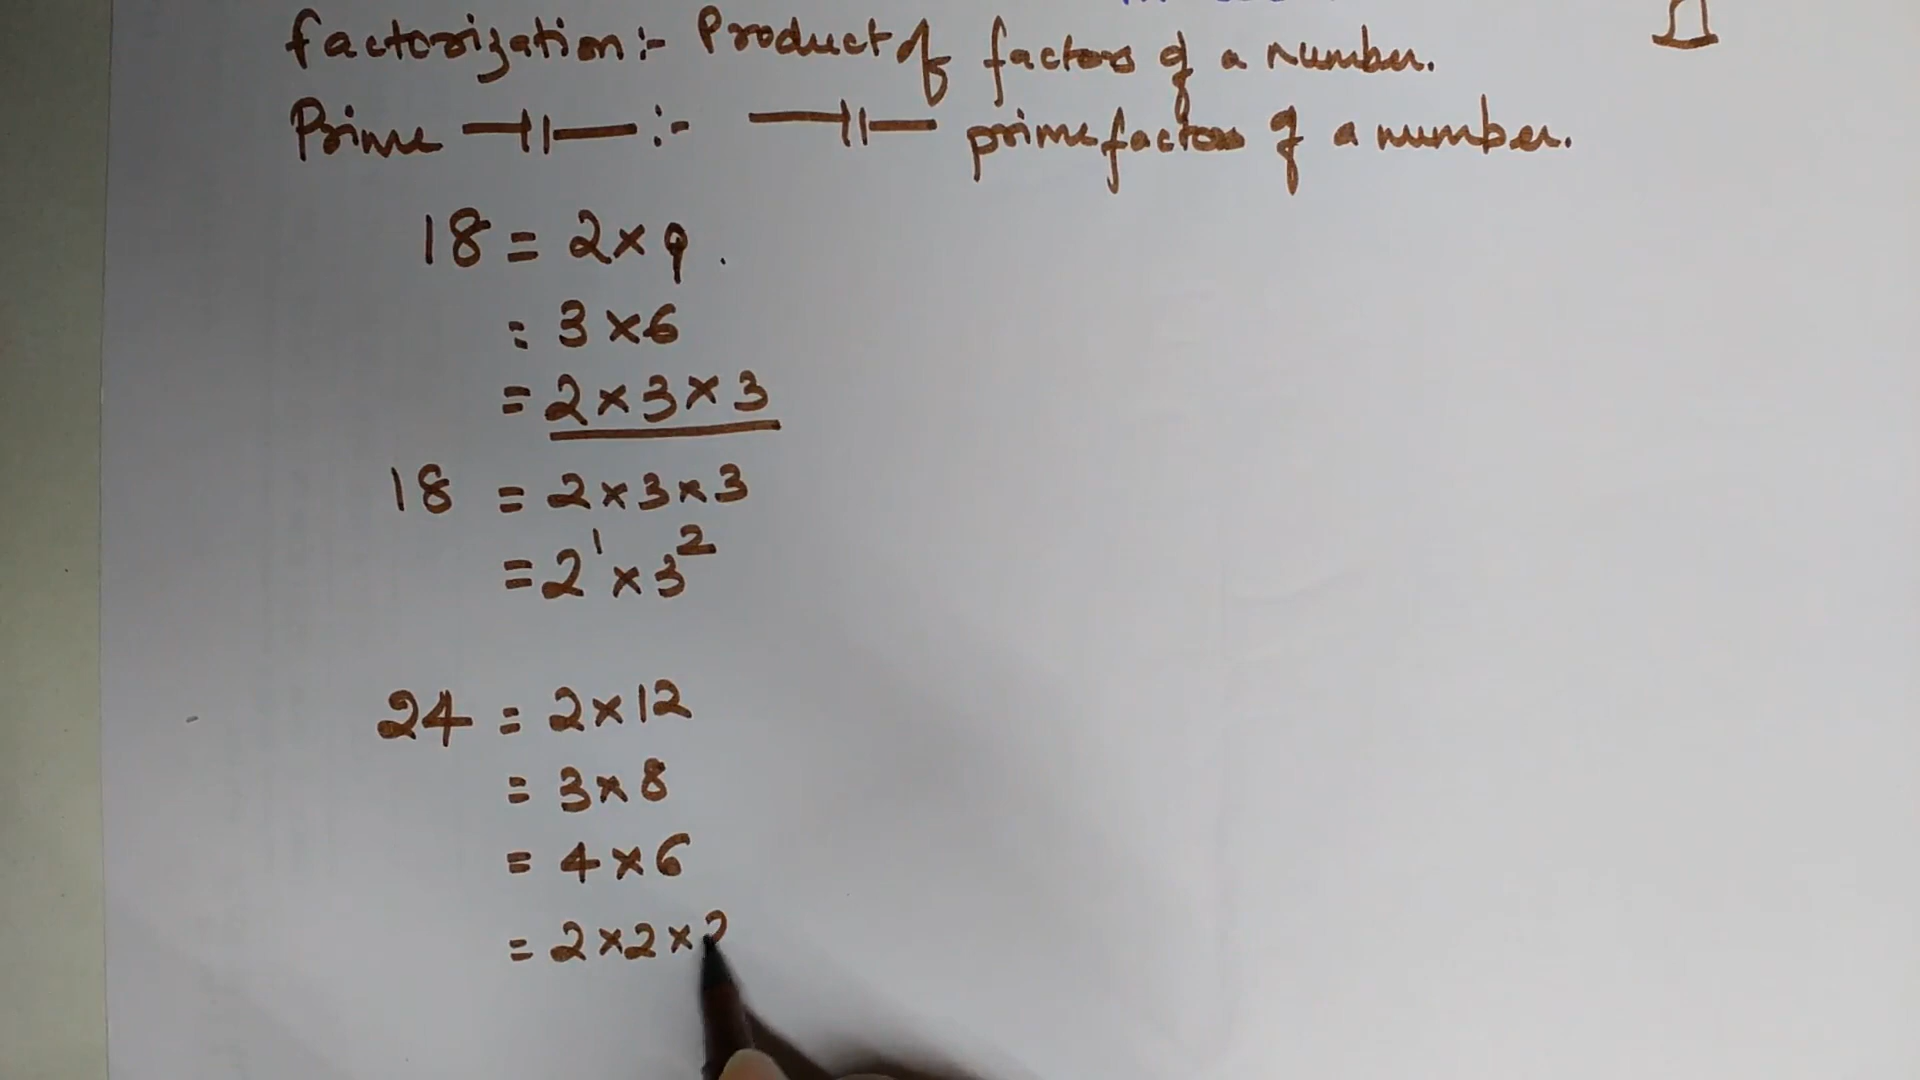 Factorization:- Product of factors of a number.
Prime —||— :- —||— prime factors of a number.
18 = 2 × 9.
= 3 × 6
= 2 × 3 × 3
18 = 2 × 3 × 3
= 2¹ × 3²
24 = 2 × 12
= 3 × 8
= 4 × 6
= 2 × 2 × 2